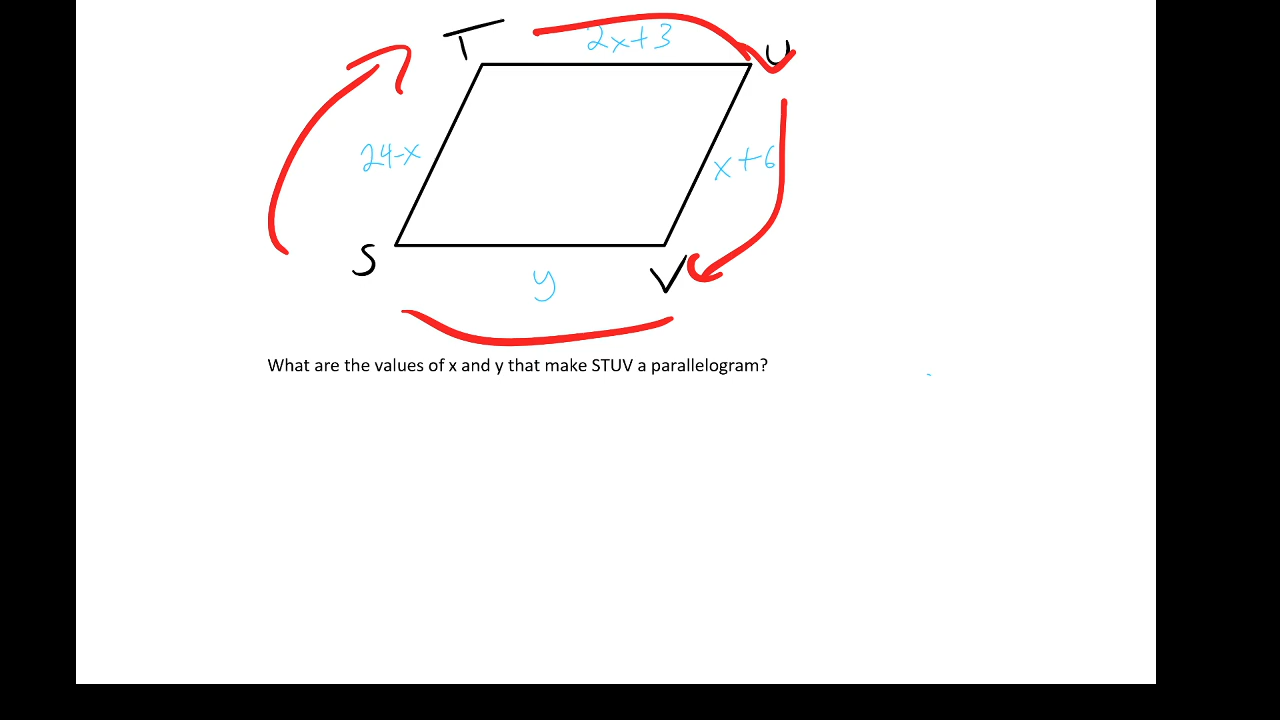 T
2x+3
U
24-x
x+6
S
y
V
What are the values of x and y that make STUV a parallelogram?